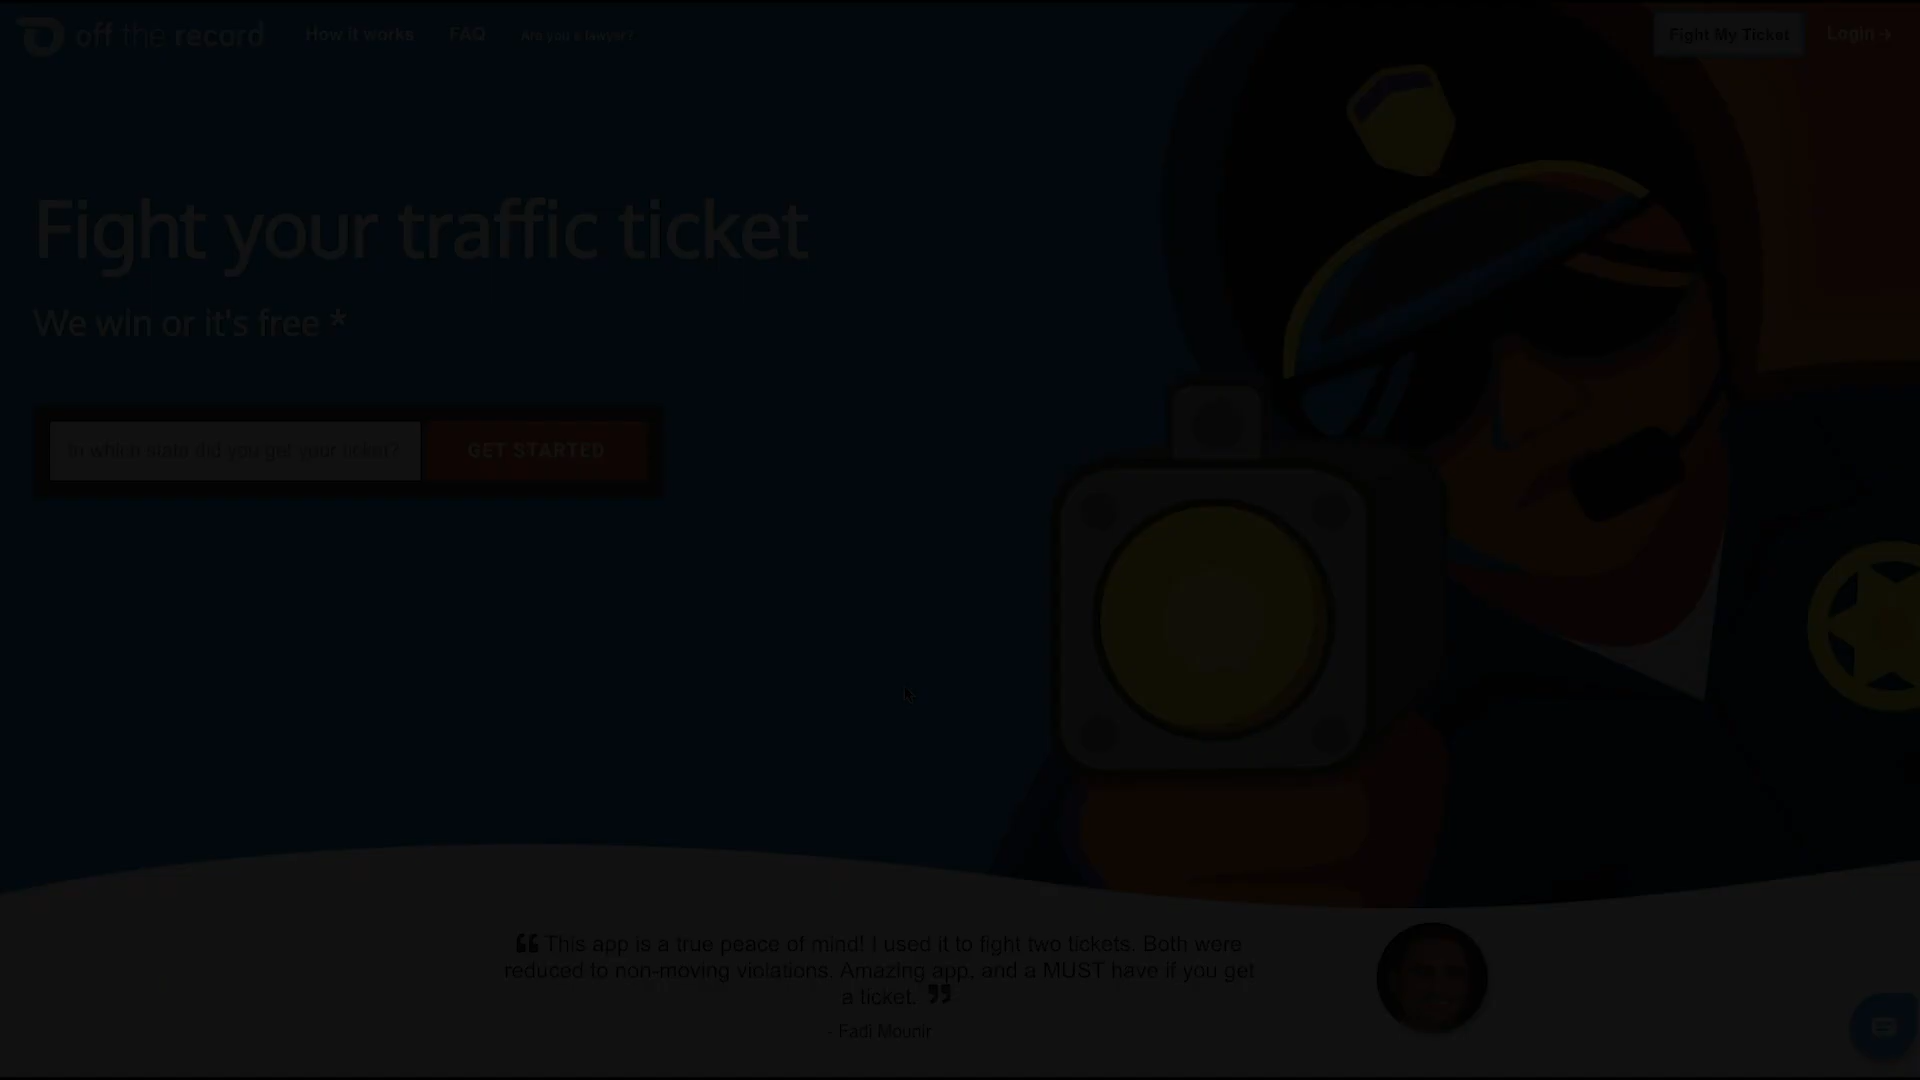 off the record
How it works
FAQ
Are you a lawyer?
Fight My Ticket
Login →
Fight your traffic ticket
We win or it's free *
In which state did you get your ticket?
GET STARTED
❝ This app is a true peace of mind! I used it to fight two tickets. Both were
reduced to non-moving violations. Amazing app, and a MUST have if you get
a ticket. ❞
- Fadi Mounir